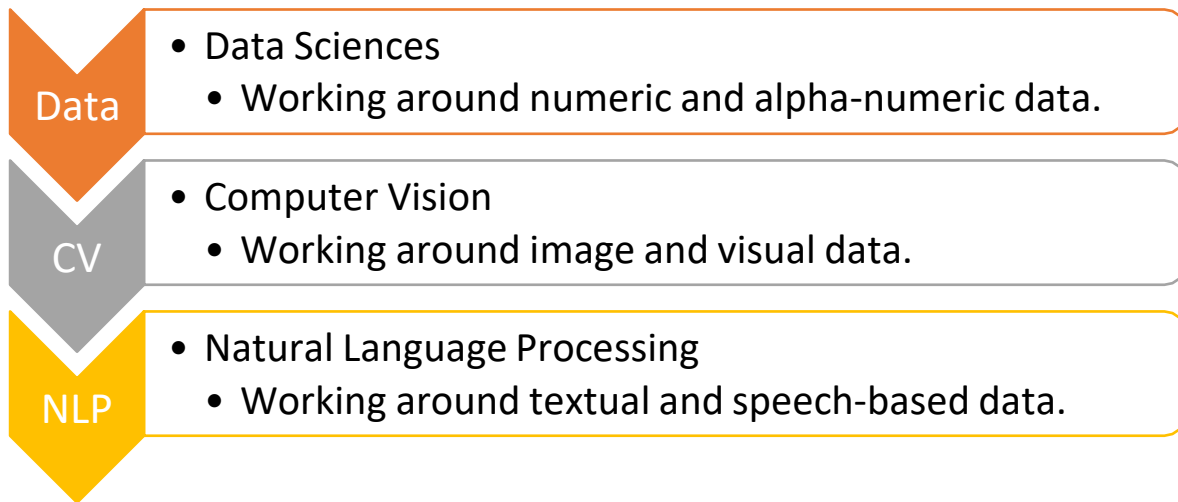 Data
• Data Sciences
• Working around numeric and alpha-numeric data.
CV
• Computer Vision
• Working around image and visual data.
NLP
• Natural Language Processing
• Working around textual and speech-based data.